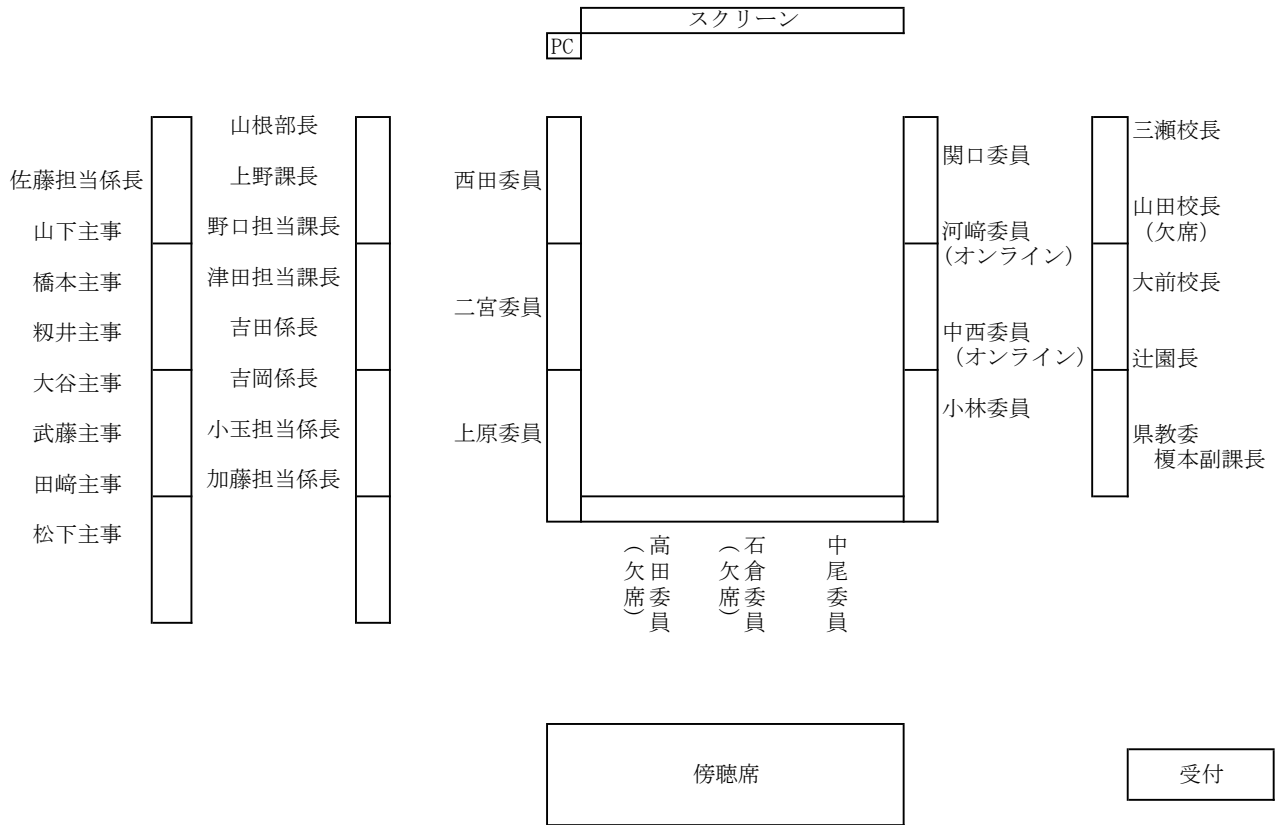 スクリーン
PC
佐藤担当係長
山下主事
橋本主事
籾井主事
大谷主事
武藤主事
田﨑主事
松下主事
山根部長
上野課長
野口担当課長
津田担当課長
吉田係長
吉岡係長
小玉担当係長
加藤担当係長
西田委員
二宮委員
上原委員
関口委員
河﨑委員
（オンライン）
中西委員
（オンライン）
小林委員
三瀬校長
山田校長
（欠席）
大前校長
辻園長
県教委
榎本副課長
中尾委員
石倉委員
（欠席）
高田委員
（欠席）
傍聴席
受付